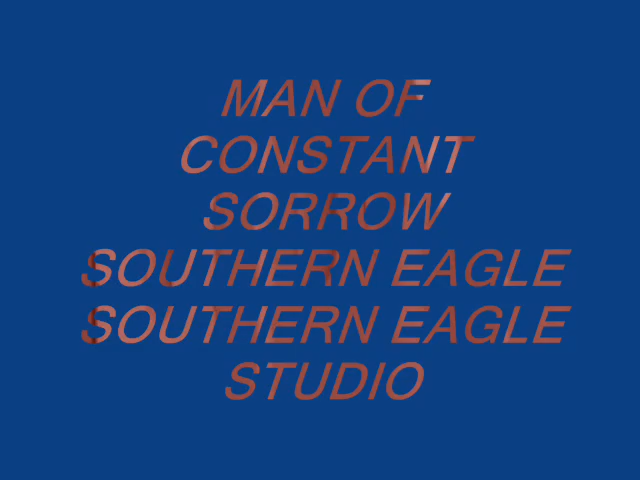 MAN OF
CONSTANT
SORROW
SOUTHERN EAGLE
SOUTHERN EAGLE
STUDIO